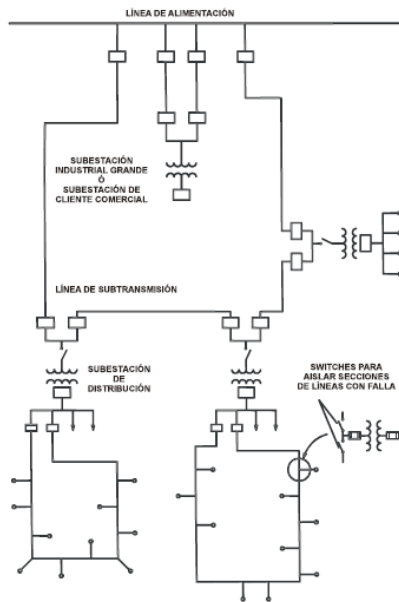 LÍNEA DE ALIMENTACIÓN
SUBESTACIÓN
INDUSTRIAL GRANDE
Ó
SUBESTACIÓN DE
CLIENTE COMERCIAL
LÍNEA DE SUBTRANSMISIÓN
SUBESTACIÓN
DE
DISTRIBUCIÓN
SWITCHES PARA
AISLAR SECCIONES
DE LÍNEAS CON FALLA